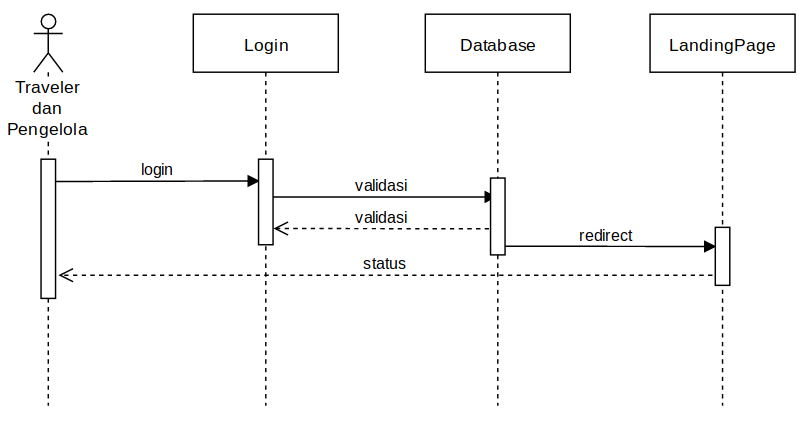 Login
Database
LandingPage
Traveler
dan
Pengelola
login
validasi
validasi
redirect
status